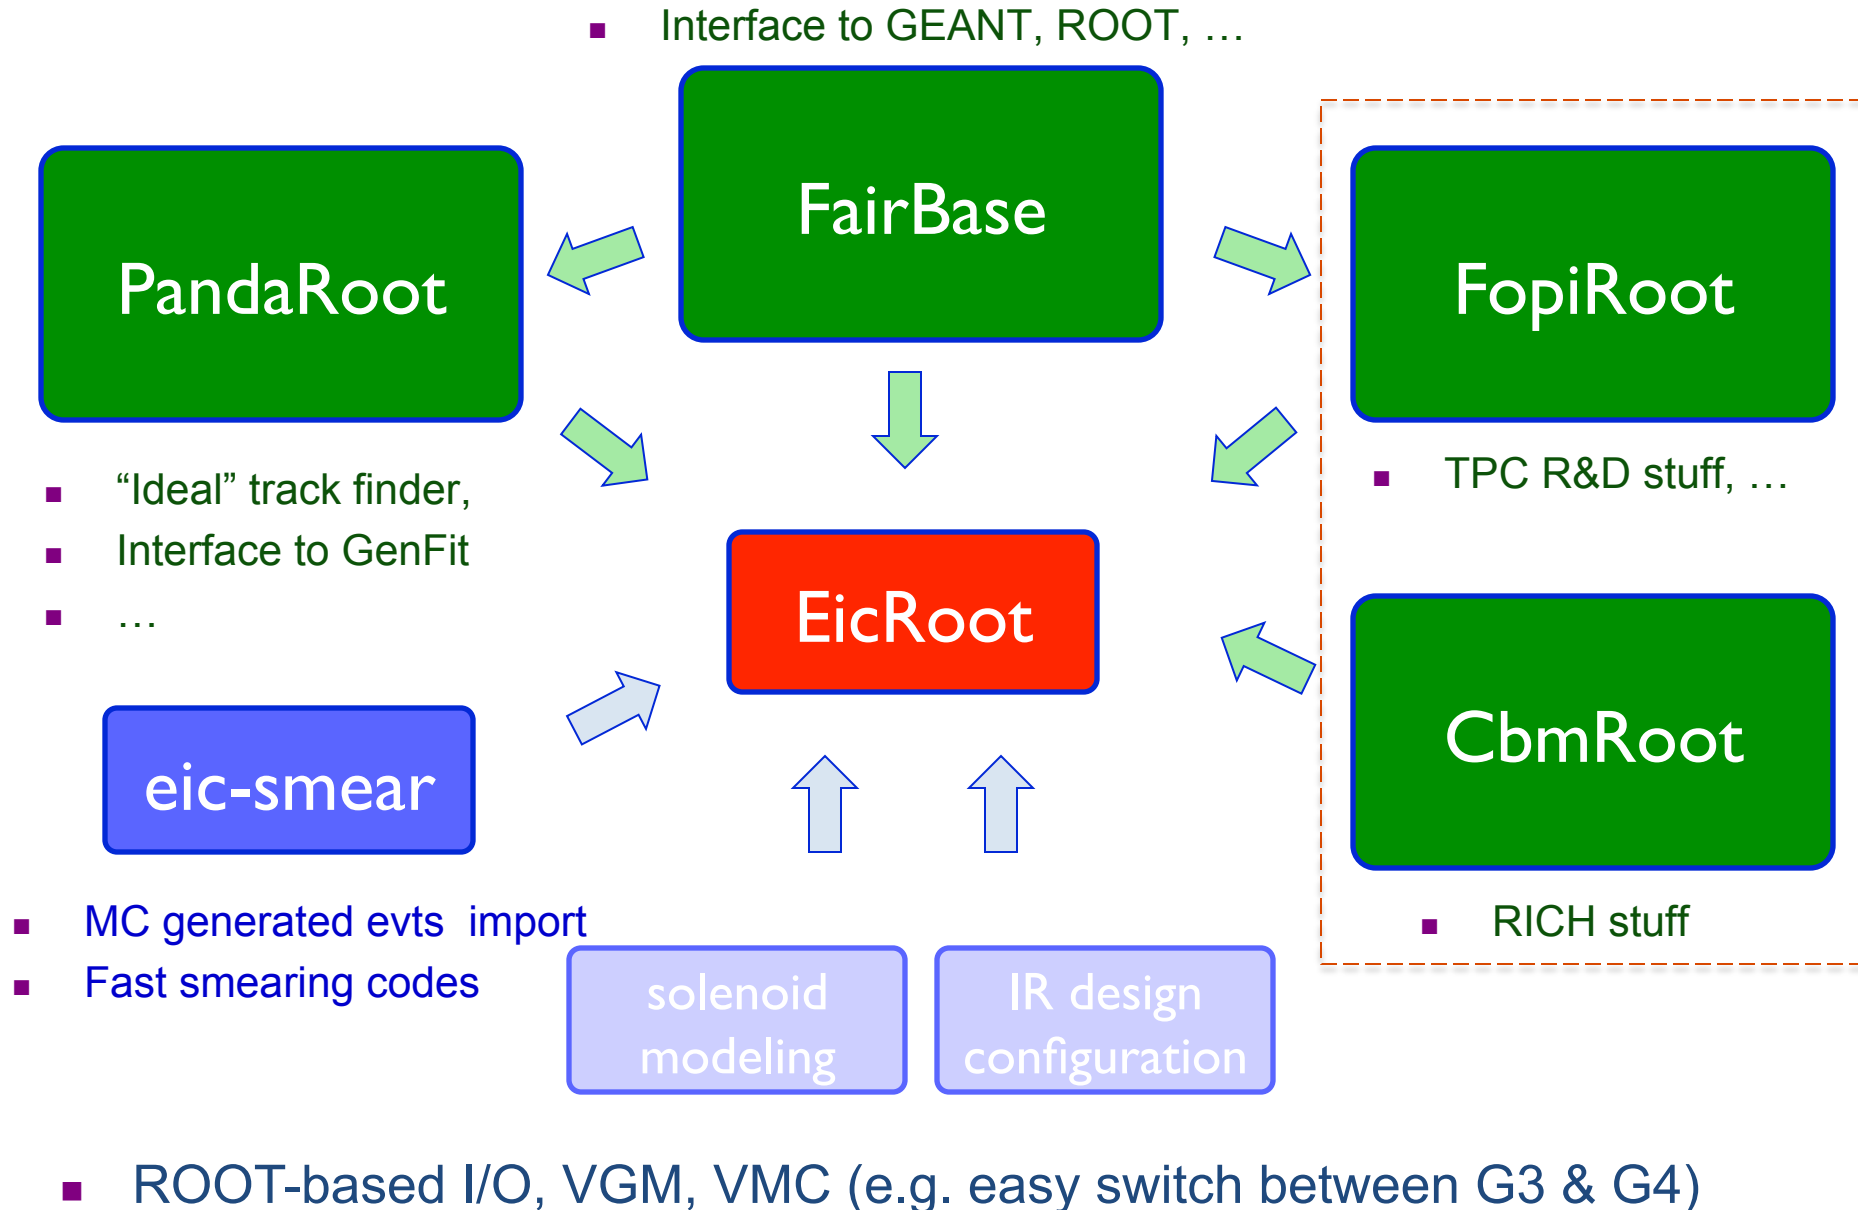 ▪ Interface to GEANT, ROOT, …
FairBase
PandaRoot
FopiRoot
▪ “Ideal” track finder,
▪ Interface to GenFit
▪ …
▪ TPC R&D stuff, …
EicRoot
CbmRoot
eic-smear
▪ MC generated evts import
▪ Fast smearing codes
▪ RICH stuff
solenoid
modeling
IR design
configuration
▪ ROOT-based I/O, VGM, VMC (e.g. easy switch between G3 & G4)